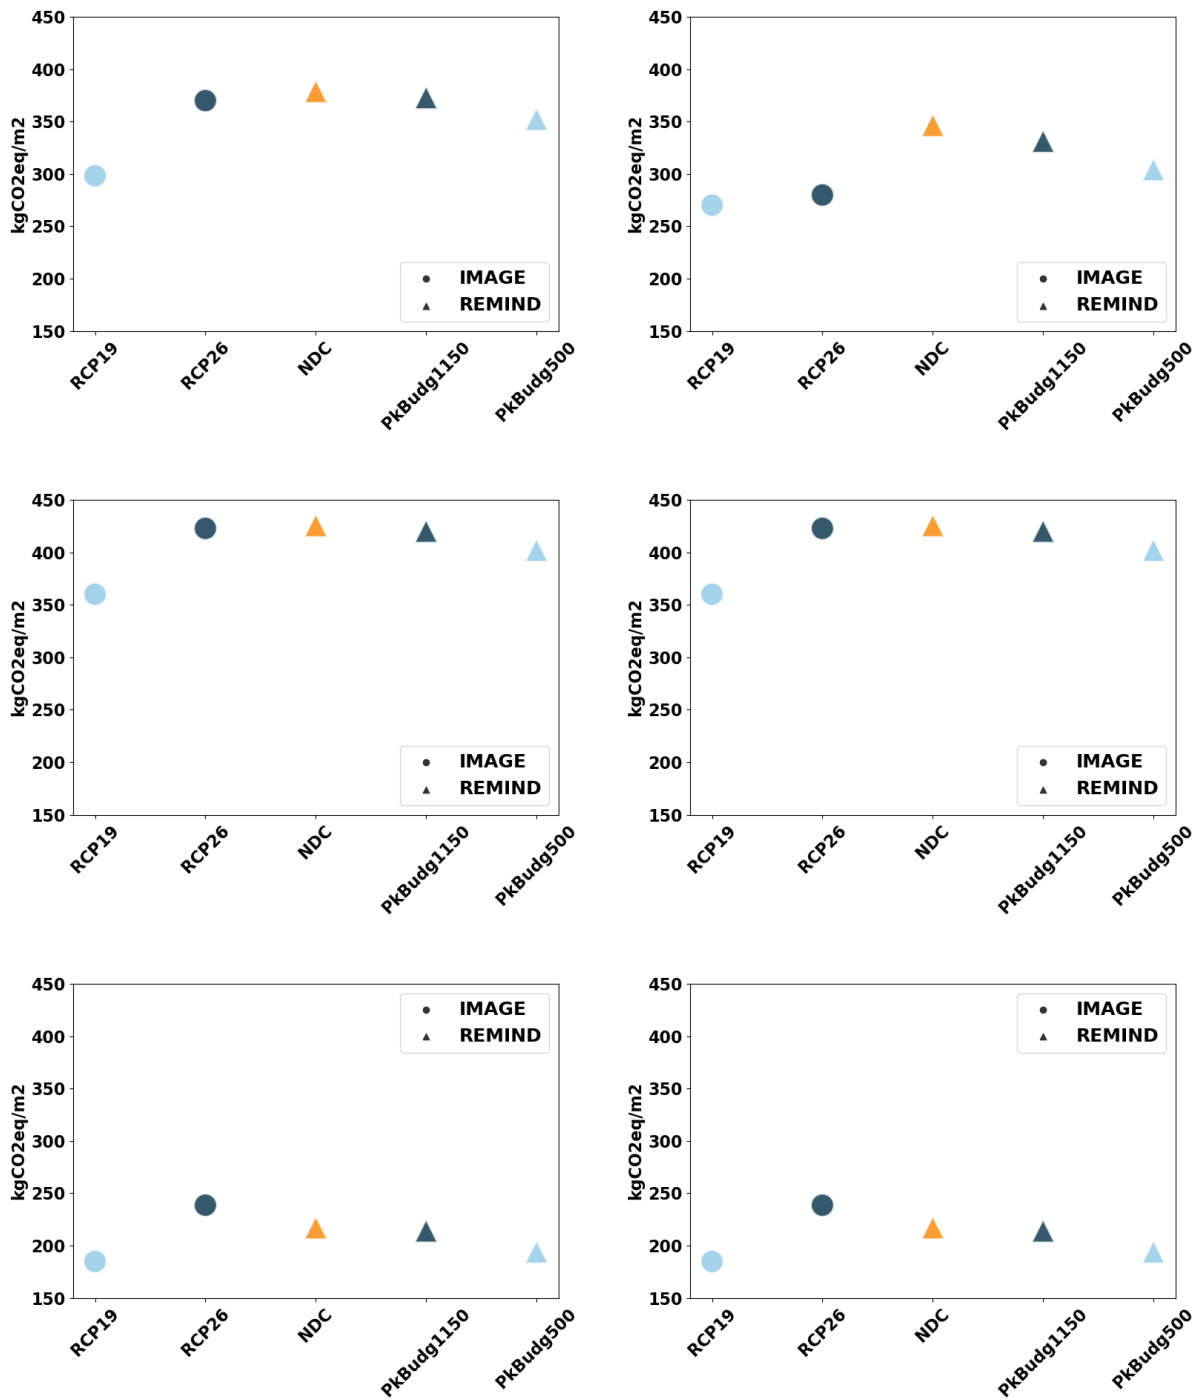 450
400
350
300
250
200
150
kgCO2eq/m2
IMAGE
REMIND
RCP19
RCP26
NDC
PkBudg1150
PkBudg500
450
400
350
300
250
200
150
kgCO2eq/m2
IMAGE
REMIND
RCP19
RCP26
NDC
PkBudg1150
PkBudg500
450
400
350
300
250
200
150
kgCO2eq/m2
IMAGE
REMIND
RCP19
RCP26
NDC
PkBudg1150
PkBudg500
450
400
350
300
250
200
150
kgCO2eq/m2
IMAGE
REMIND
RCP19
RCP26
NDC
PkBudg1150
PkBudg500
450
400
350
300
250
200
150
kgCO2eq/m2
IMAGE
REMIND
RCP19
RCP26
NDC
PkBudg1150
PkBudg500
450
400
350
300
250
200
150
kgCO2eq/m2
IMAGE
REMIND
RCP19
RCP26
NDC
PkBudg1150
PkBudg500